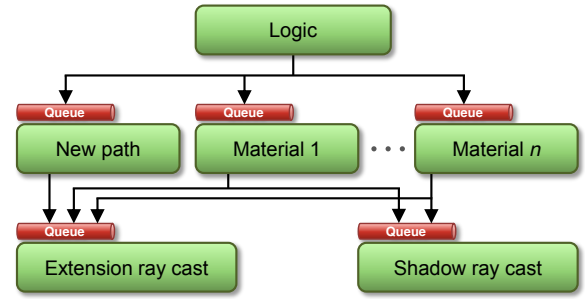 Logic
Queue
Queue
Queue
New path
Material 1
Material n
Queue
Queue
Extension ray cast
Shadow ray cast